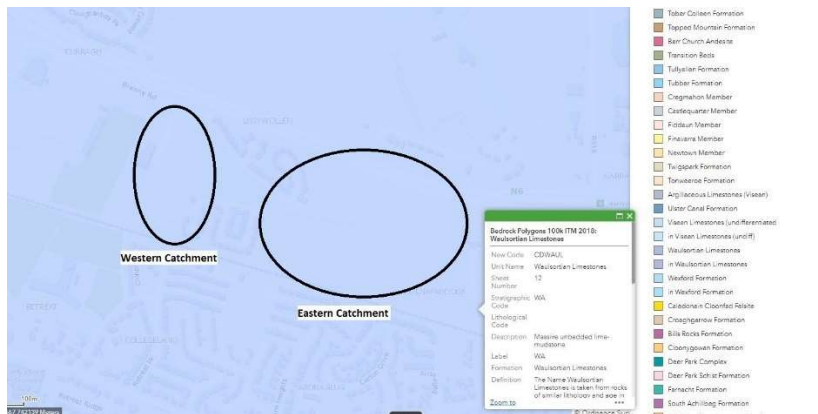 Western Catchment
Eastern Catchment
100m
Bedrock Polygons 100k ITM 2018:
Waulsortian Limestones
New Code CDWAUL
Unit Name Waulsortian Limestones
Sheet Number 12
Stratigraphic Code WA
Lithological Code
Description Massive unbedded lime-mudstone
Label WA
Formation Waulsortian Limestones
Definition The Name Waulsortian
Limestones is taken from rocks
of similar lithology and age in
Zoom to
Tober Colleen Formation
Topped Mountain Formation
Barr Church Andesite
Transition Beds
Tullyallen Formation
Tubber Formation
Cregmahon Member
Castlequarter Member
Fiddaun Member
Finavarra Member
Newtown Member
Twigspark Formation
Tonweeroe Formation
Argillaceous Limestones (Visean)
Ulster Canal Formation
Visean Limestones (undifferentiated
in Visean Limestones (undiff)
Waulsortian Limestones
in Waulsortian Limestones
Wexford Formation
in Wexford Formation
Caledonain Cloonfad Felsite
Croaghgarrow Formation
Bills Rocks Formation
Cloonygowan Formation
Deer Park Complex
Deer Park Schist Formation
Farnacht Formation
South Achillbeg Formation